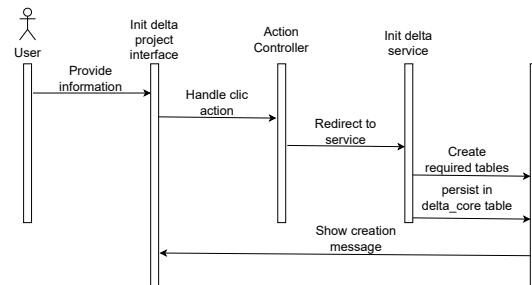 User
Init delta
project
interface
Action
Controller
Init delta
service
Provide
information
Handle clic
action
Redirect to
service
Create
required tables
persist in
delta_core table
Show creation
message